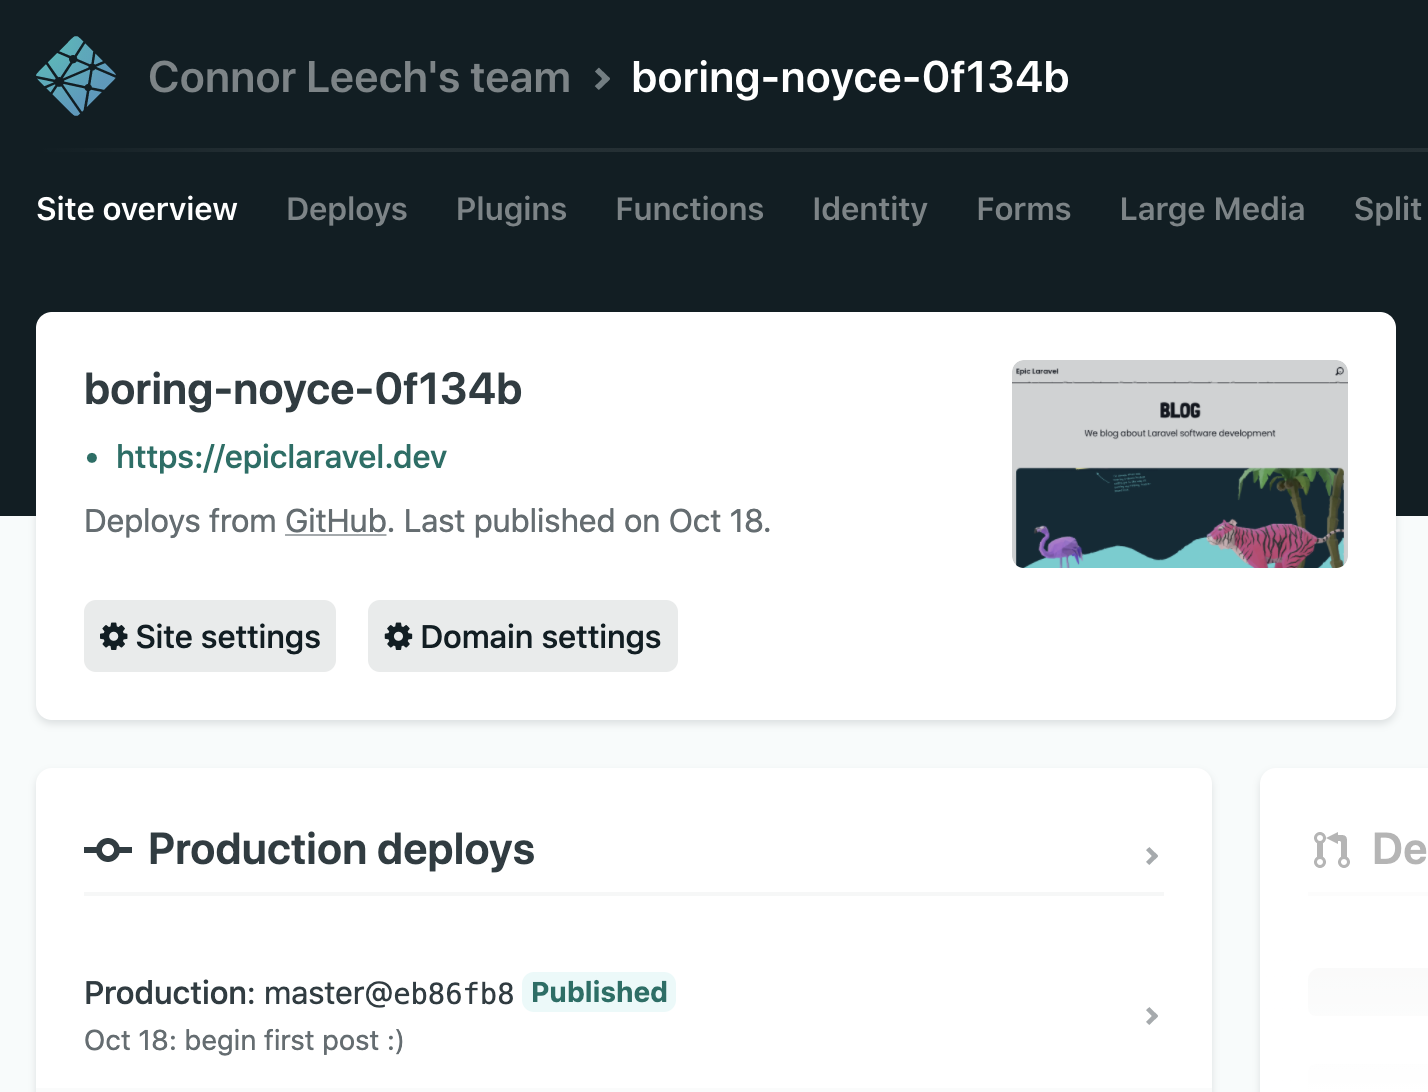 Connor Leech's team > boring-noyce-0f134b
Site overview Deploys Plugins Functions Identity Forms Large Media Split
boring-noyce-0f134b
• https://epiclaravel.dev
Deploys from GitHub. Last published on Oct 18.
Site settings Domain settings
Epic Laravel
BLOG
We blog about Laravel software development
Production deploys
De
Production: master@eb86fb8 Published
Oct 18: begin first post :)